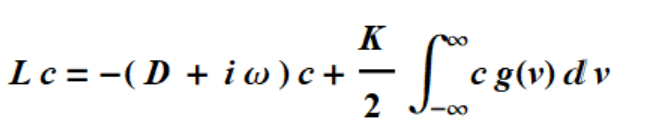 L c = −( D + i ω ) c + K/2 ∫_{−∞}^{∞} c g(v) d v